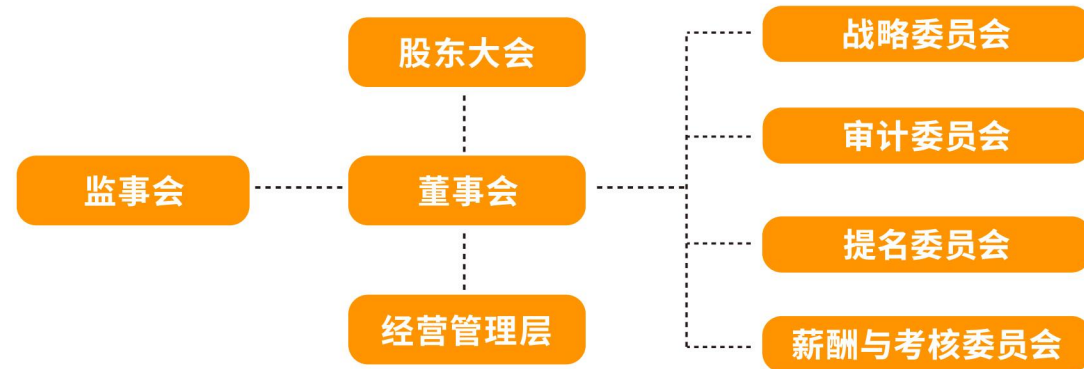 股东大会
监事会
董事会
经营管理层
战略委员会
审计委员会
提名委员会
薪酬与考核委员会